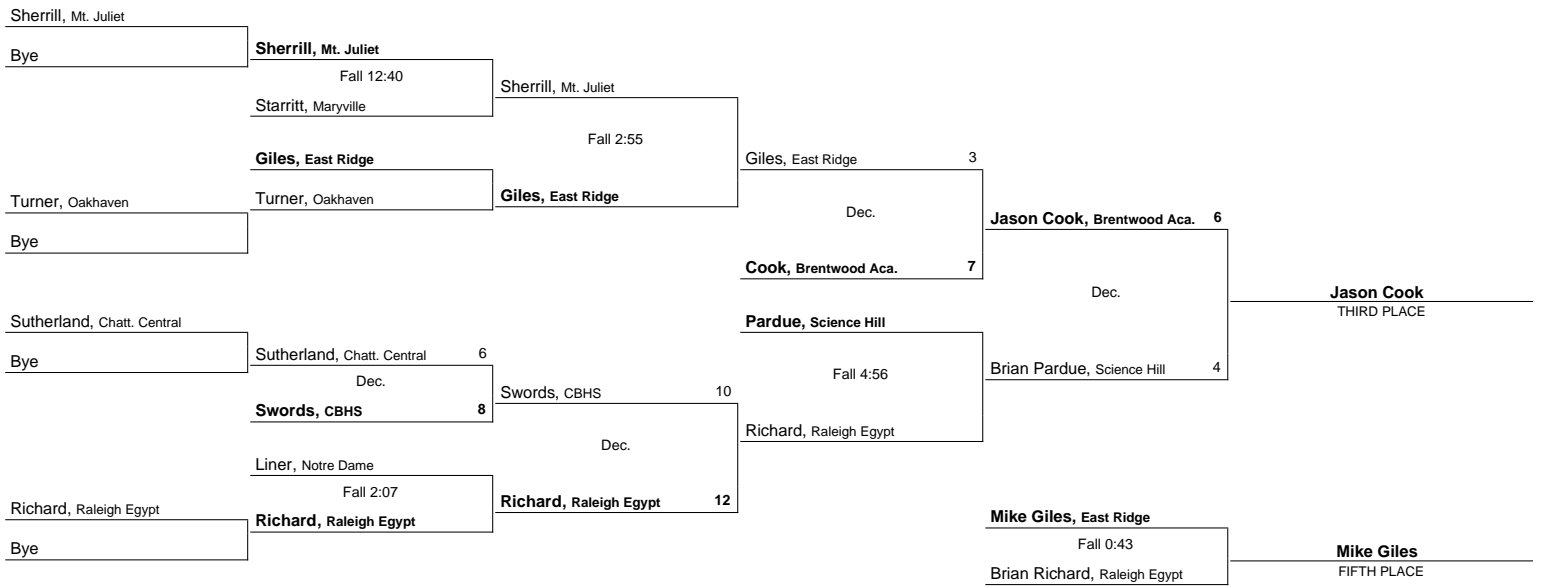 Sherrill, Mt. Juliet
Bye
Sherrill, Mt. Juliet
Fall 12:40
Starritt, Maryville
Sherrill, Mt. Juliet
Fall 2:55
Giles, East Ridge
Turner, Oakhaven
Turner, Oakhaven
Bye
Giles, East Ridge
Giles, East Ridge 3
Dec.
Cook, Brentwood Aca. 7
Jason Cook, Brentwood Aca. 6
Dec.
Jason Cook
THIRD PLACE
Sutherland, Chatt. Central
Bye
Sutherland, Chatt. Central 6
Dec.
Swords, CBHS 8
Swords, CBHS 10
Dec.
Liner, Notre Dame
Fall 2:07
Richard, Raleigh Egypt
Bye
Richard, Raleigh Egypt
Richard, Raleigh Egypt 12
Pardue, Science Hill
Fall 4:56
Richard, Raleigh Egypt
Brian Pardue, Science Hill 4
Mike Giles, East Ridge
Fall 0:43
Brian Richard, Raleigh Egypt
Mike Giles
FIFTH PLACE